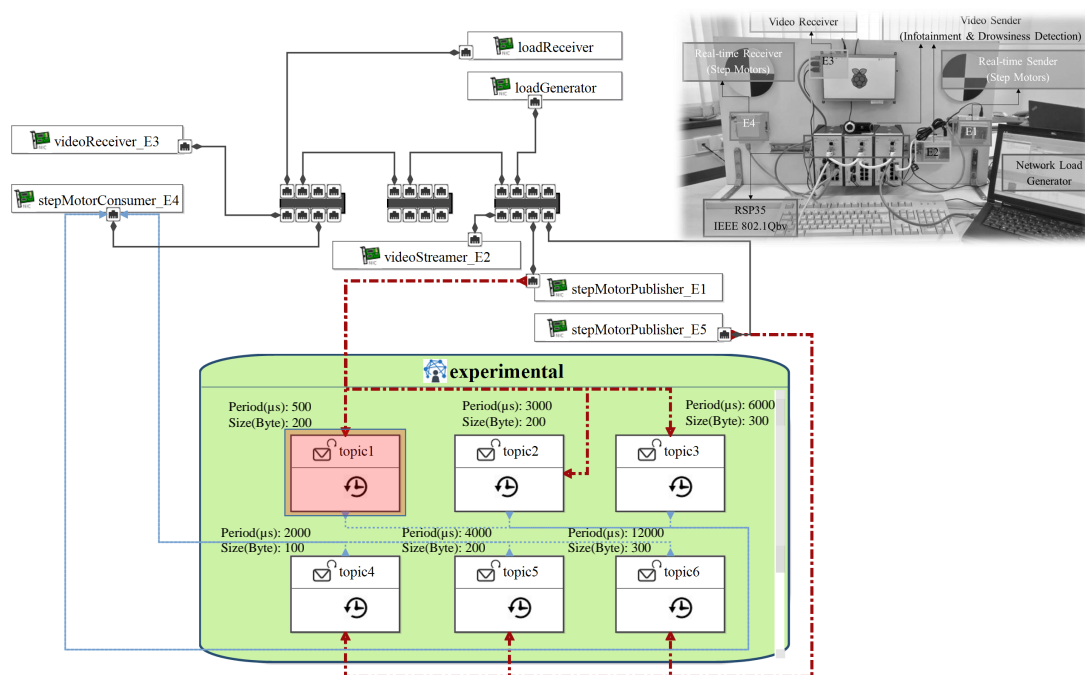 loadReceiver
loadGenerator
videoReceiver_E3
stepMotorConsumer_E4
videoStreamer_E2
stepMotorPublisher_E1
stepMotorPublisher_E5
Video Receiver
Video Sender
(Infotainment & Drowsiness Detection)
Real-time Receiver
(Step Motors)
Real-time Sender
(Step Motors)
E3
E4
E1
E2
Network Load
Generator
RSP35
IEEE 802.1Qbv
experimental
Period(µs): 500
Size(Byte): 200
topic1
Period(µs): 3000
Size(Byte): 200
topic2
Period(µs): 6000
Size(Byte): 300
topic3
Period(µs): 2000
Size(Byte): 100
topic4
Period(µs): 4000
Size(Byte): 200
topic5
Period(µs): 12000
Size(Byte): 300
topic6